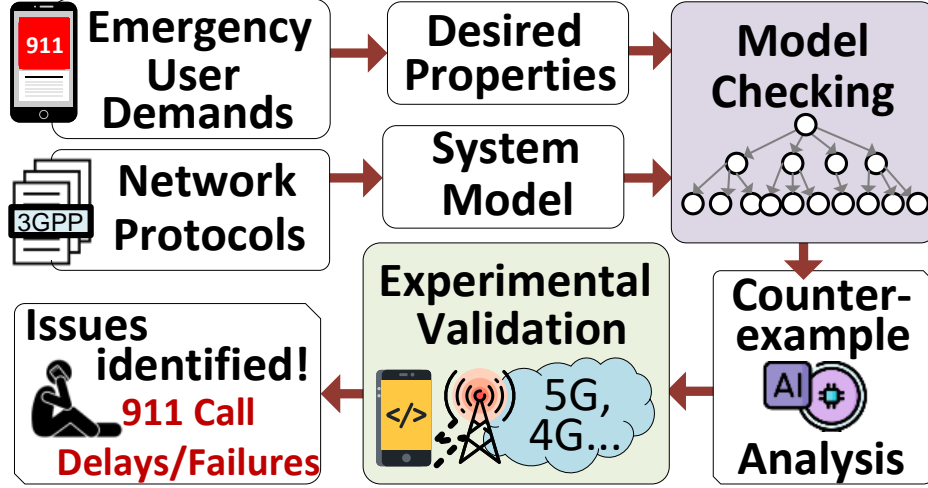 911
Emergency
User
Demands
Desired
Properties
Model
Checking
3GPP
Network
Protocols
System
Model
Counter-
example
AI
Analysis
Experimental
Validation
</>
5G,
4G...
Issues
identified!
911 Call
Delays/Failures